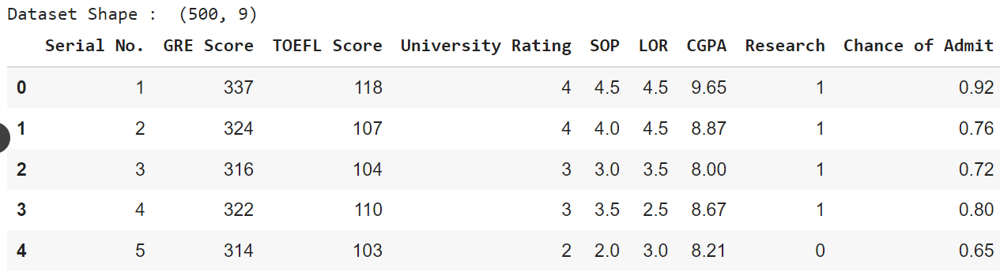 Dataset Shape :  (500, 9)
Serial No. GRE Score TOEFL Score University Rating SOP LOR CGPA Research Chance of Admit
0 1 337 118 4 4.5 4.5 9.65 1 0.92
1 2 324 107 4 4.0 4.5 8.87 1 0.76
2 3 316 104 3 3.0 3.5 8.00 1 0.72
3 4 322 110 3 3.5 2.5 8.67 1 0.80
4 5 314 103 2 2.0 3.0 8.21 0 0.65